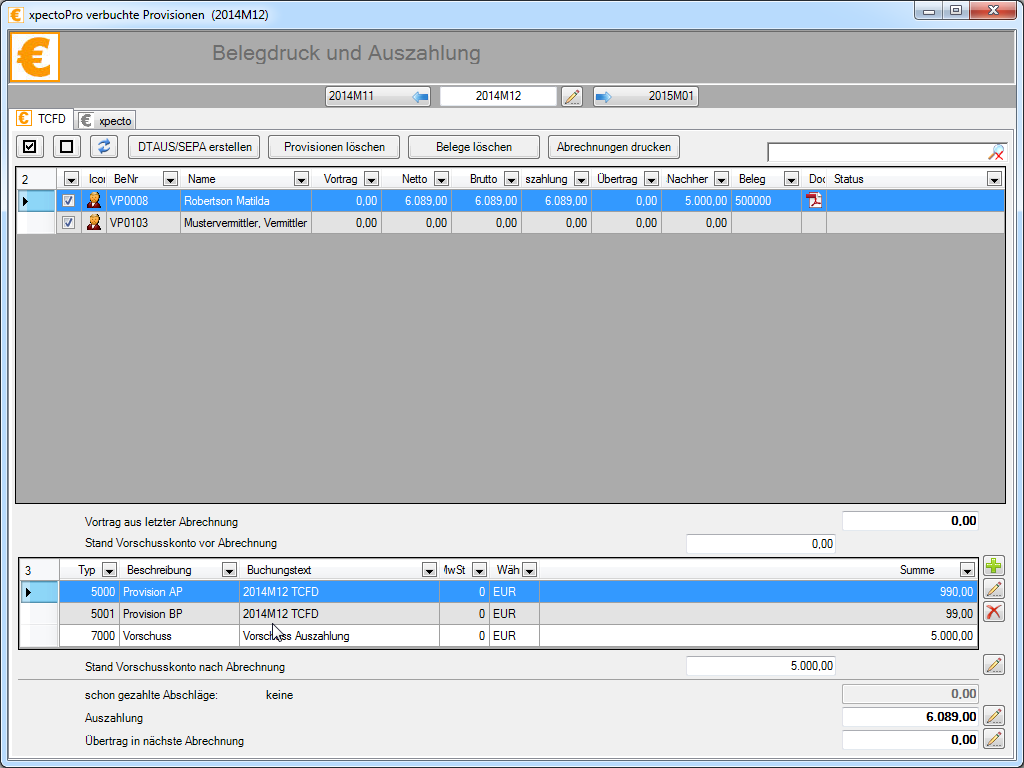 xpectoPro verbuchte Provisionen (2014M12)
€ Belegdruck und Auszahlung
2014M11 2014M12 2015M01
€ TCFD € xpecto
DTAUS/SEPA erstellen Provisionen löschen Belege löschen Abrechnungen drucken
2 Icor BeNr Name Vortrag Netto Brutto szahlung Übertrag Nachher Beleg Doc Status
VP0008 Robertson Matilda 0,00 6.089,00 6.089,00 6.089,00 0,00 5.000,00 500000
VP0103 Mustervermittler, Vermittler 0,00 0,00 0,00 0,00 0,00 0,00
Vortrag aus letzter Abrechnung 0,00
Stand Vorschusskonto vor Abrechnung 0,00
3 Typ Beschreibung Buchungstext MwSt Wäh Summe
5000 Provision AP 2014M12 TCFD 0 EUR 990,00
5001 Provision BP 2014M12 TCFD 0 EUR 99,00
7000 Vorschuss Vorschuss Auszahlung 0 EUR 5.000,00
Stand Vorschusskonto nach Abrechnung 5.000,00
schon gezahlte Abschläge: keine 0,00
Auszahlung 6.089,00
Übertrag in nächste Abrechnung 0,00